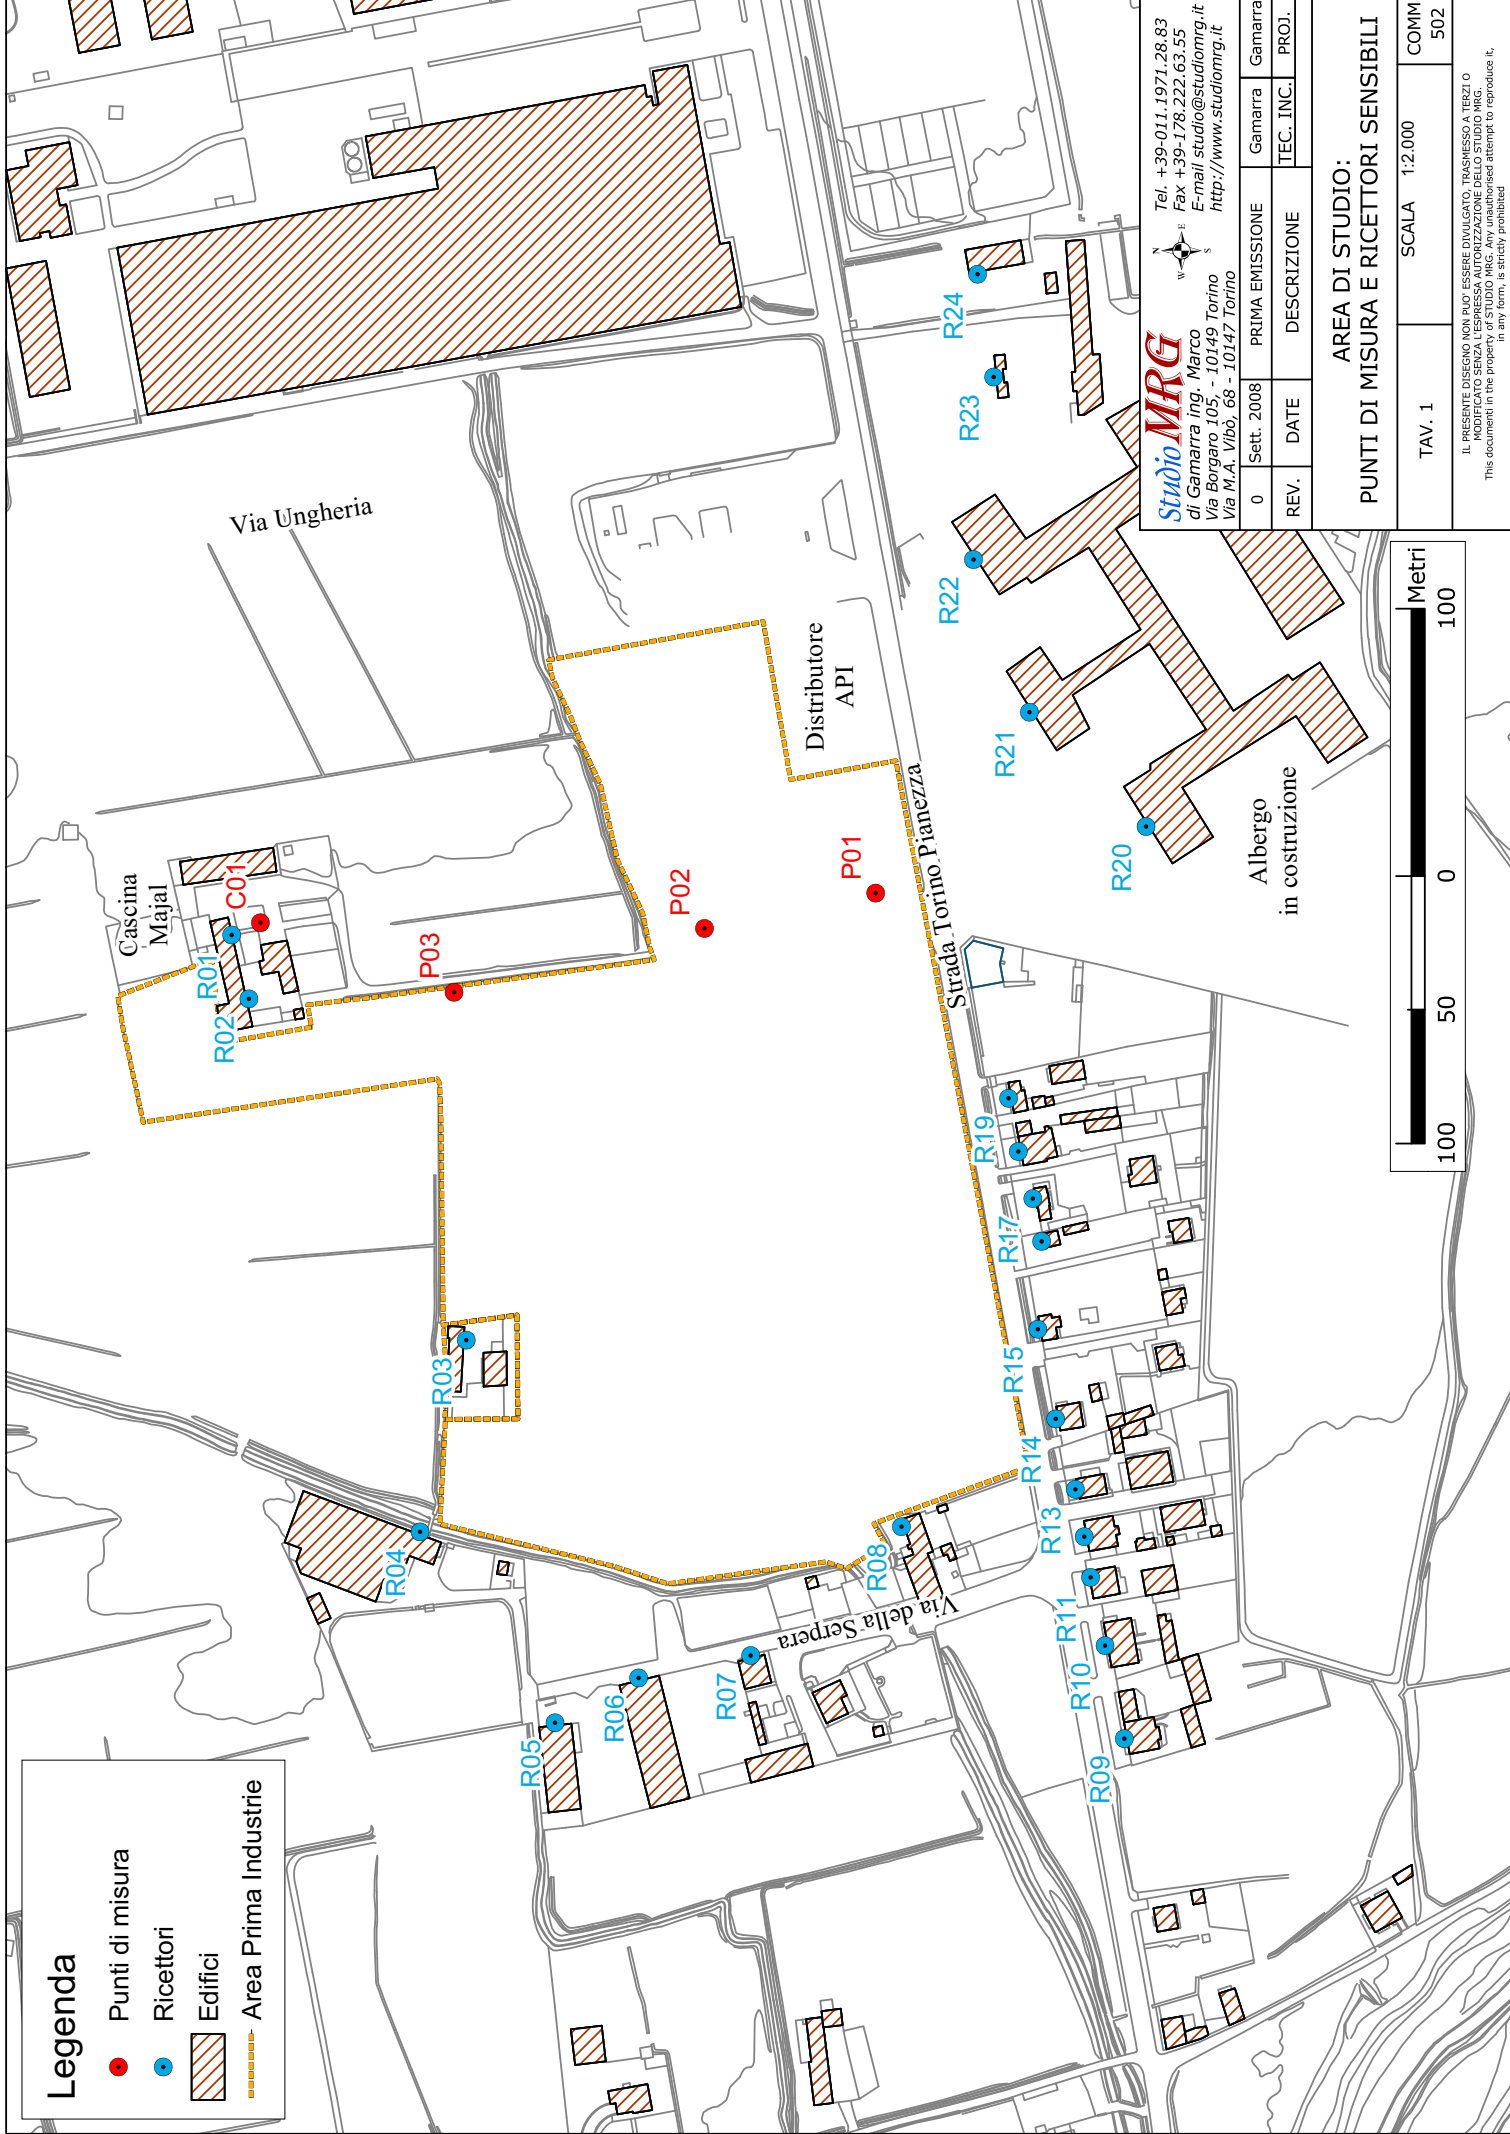 Legenda
Punti di misura
Ricettori
Edifici
Area Prima Industrie
Cascina
Majal
C01
R01
R02
P03
Via Ungheria
R03
R04
P02
R05
R06
R07
Via della Serpera
R08
P01
Distributore
API
Strada Torino Pianezza
R09
R10
R11
R13
R14
R15
R17
R19
R20
R21
R22
R23
R24
Albergo
in costruzione
100
50
0
100
Metri
Studio MRG
di Gamarra ing. Marco
Via Borgaro 105, - 10149 Torino
Via M.A. Vibò, 68 - 10147 Torino
N
W
E
S
Tel. +39-011.1971.28.83
Fax +39-178.222.63.55
E-mail studio@studiomrg.it
http://www.studiomrg.it
0 Sett. 2008 PRIMA EMISSIONE Gamarra Gamarra
REV. DATE DESCRIZIONE TEC. INC. PROJ.
AREA DI STUDIO:
PUNTI DI MISURA E RICETTORI SENSIBILI
TAV. 1
SCALA 1:2.000
COMM
502
IL PRESENTE DISEGNO NON PUO' ESSERE DIVULGATO, TRASMESSO A TERZI O
MODIFICATO SENZA L'ESPRESSA AUTORIZZAZIONE DELLO STUDIO MRG.
This documenti in the property of STUDIO MRG. Any unauthorised attempt to reproduce it,
in any form, is strictly prohibited